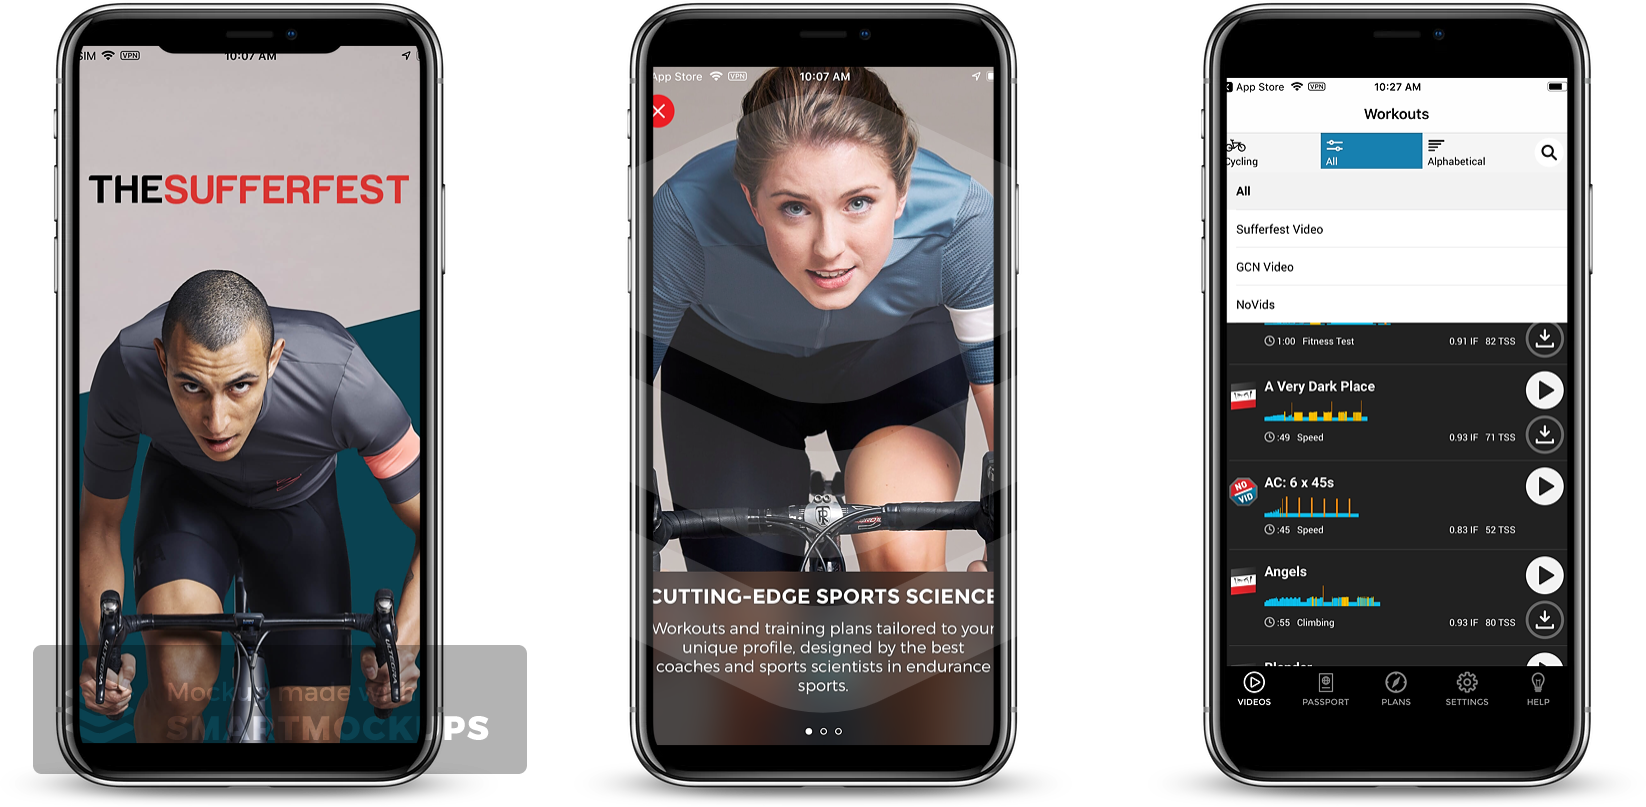 SIM VPN 10:07 AM
THESUFFERFEST
ULTEGRA
ULTEGRA
Mockup made with
SMARTMOCKUPS
App Store VPN 10:07 AM
CUTTING-EDGE SPORTS SCIENCE
Workouts and training plans tailored to your
unique profile, designed by the best
coaches and sports scientists in endurance
sports.
App Store VPN 10:27 AM
Workouts
Cycling All Alphabetical
All
Sufferfest Video
GCN Video
NoVids
1:00 Fitness Test 0.91 IF 82 TSS
A Very Dark Place
:49 Speed 0.93 IF 71 TSS
NO VID
AC: 6 x 45s
:45 Speed 0.83 IF 52 TSS
Angels
:55 Climbing 0.93 IF 80 TSS
Blender
VIDEOS PASSPORT PLANS SETTINGS HELP